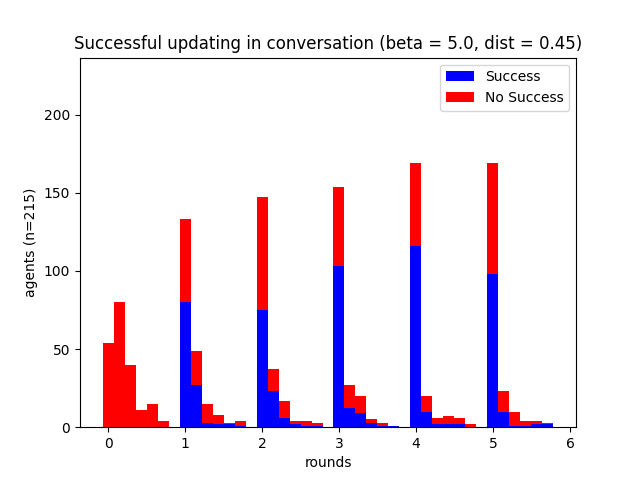 Successful updating in conversation (beta = 5.0, dist = 0.45)
Success
No Success
200
150
100
50
0
agents (n=215)
0 1 2 3 4 5 6
rounds